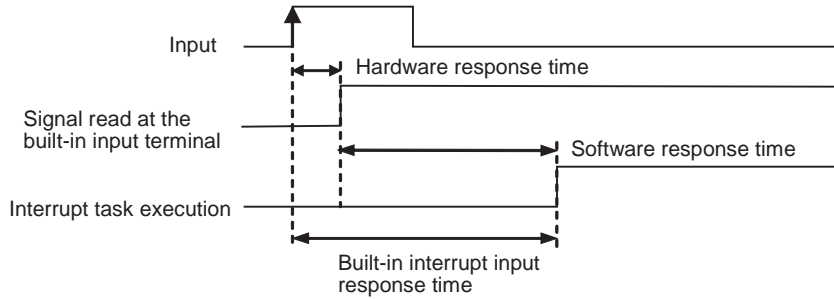 Input
Hardware response time
Signal read at the
built-in input terminal
Software response time
Interrupt task execution
Built-in interrupt input
response time